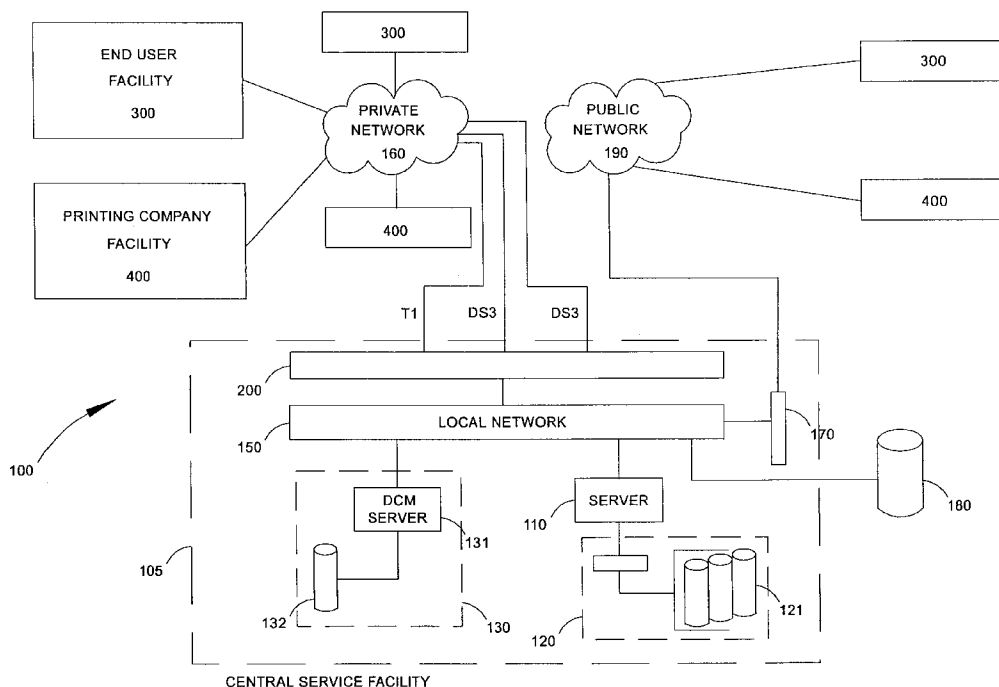 END USER
FACILITY
300
300
PRIVATE
NETWORK
160
PUBLIC
NETWORK
190
300
PRINTING COMPANY
FACILITY
400
400
400
T1
DS3
DS3
200
LOCAL NETWORK
150
170
100
DCM
SERVER
131
110
SERVER
180
105
132
130
120
121
CENTRAL SERVICE FACILITY